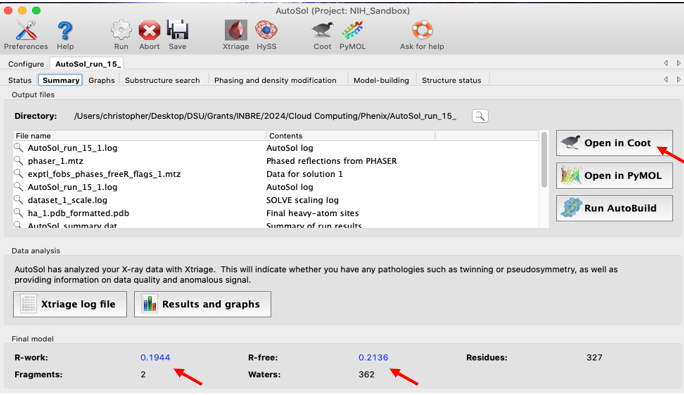 AutoSol (Project: NIH_Sandbox)
Preferences Help Run Abort Save Xtriage HySS Coot PyMOL Ask for help
Configure AutoSol_run_15_
Status Summary Graphs Substructure search Phasing and density modification Model-building Structure status
Output files
Directory: /Users/christopher/Desktop/DSU/Grants/INBRE/2024/Cloud Computing/Phenix/AutoSol_run_15_
File name Contents
AutoSol_run_15_1.log AutoSol log
phaser_1.mtz Phased reflections from PHASER
exptl_fobs_phases_freeR_flags_1.mtz Data for solution 1
AutoSol_run_15_1.log AutoSol log
dataset_1_scale.log SOLVE scaling log
ha_1.pdb_formatted.pdb Final heavy-atom sites
AutoSol_summary.dat Summary of run results
Open in Coot
Open in PyMOL
Run AutoBuild
Data analysis
AutoSol has analyzed your X-ray data with Xtriage. This will indicate whether you have any pathologies such as twinning or pseudosymmetry, as well as
providing information on data quality and anomalous signal.
Xtriage log file Results and graphs
Final model
R-work: 0.1944 R-free: 0.2136 Residues: 327
Fragments: 2 Waters: 362